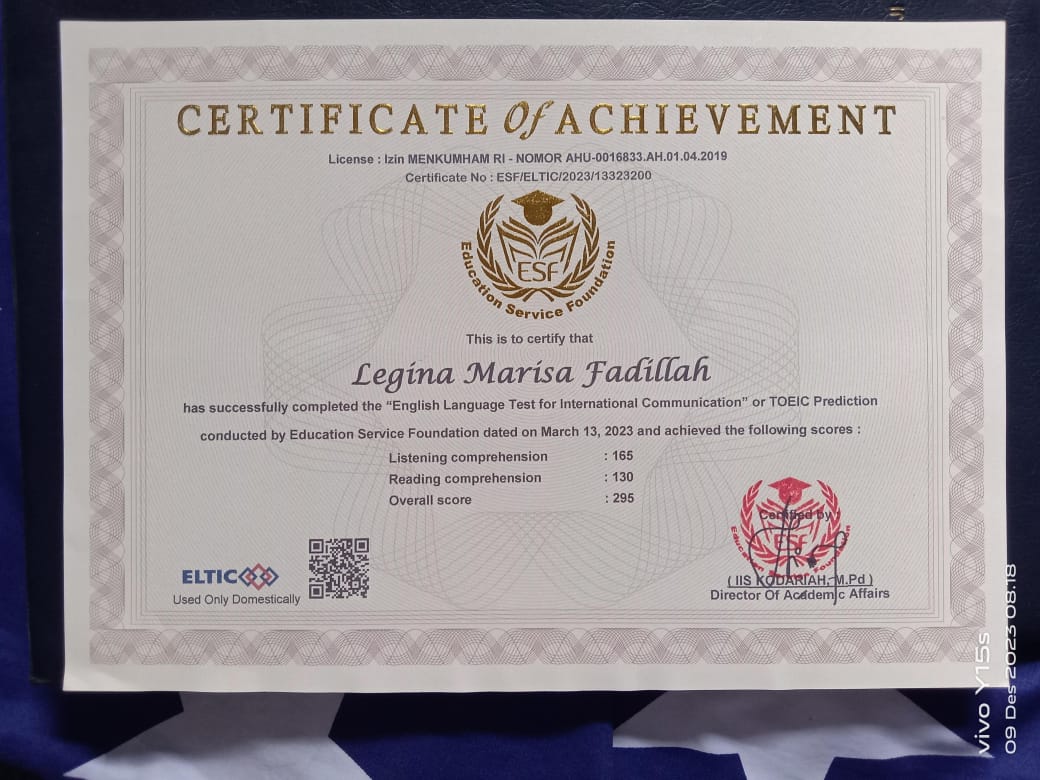 CERTIFICATE Of ACHIEVEMENT
License : Izin MENKUMHAM RI - NOMOR AHU-0016833.AH.01.04.2019
Certificate No : ESF/ELTIC/2023/13323200
ESF
Education Service Foundation
This is to certify that
Legina Marisa Fadillah
has successfully completed the “English Language Test for International Communication” or TOEIC Prediction
conducted by Education Service Foundation dated on March 13, 2023 and achieved the following scores :
Listening comprehension : 165
Reading comprehension : 130
Overall score : 295
Certified by
ESF
Education Service Foundation
( IIS KODARIAH, M.Pd )
Director Of Academic Affairs
ELTIC
Used Only Domestically
vivo Y15s
09 Des 2023 08.18